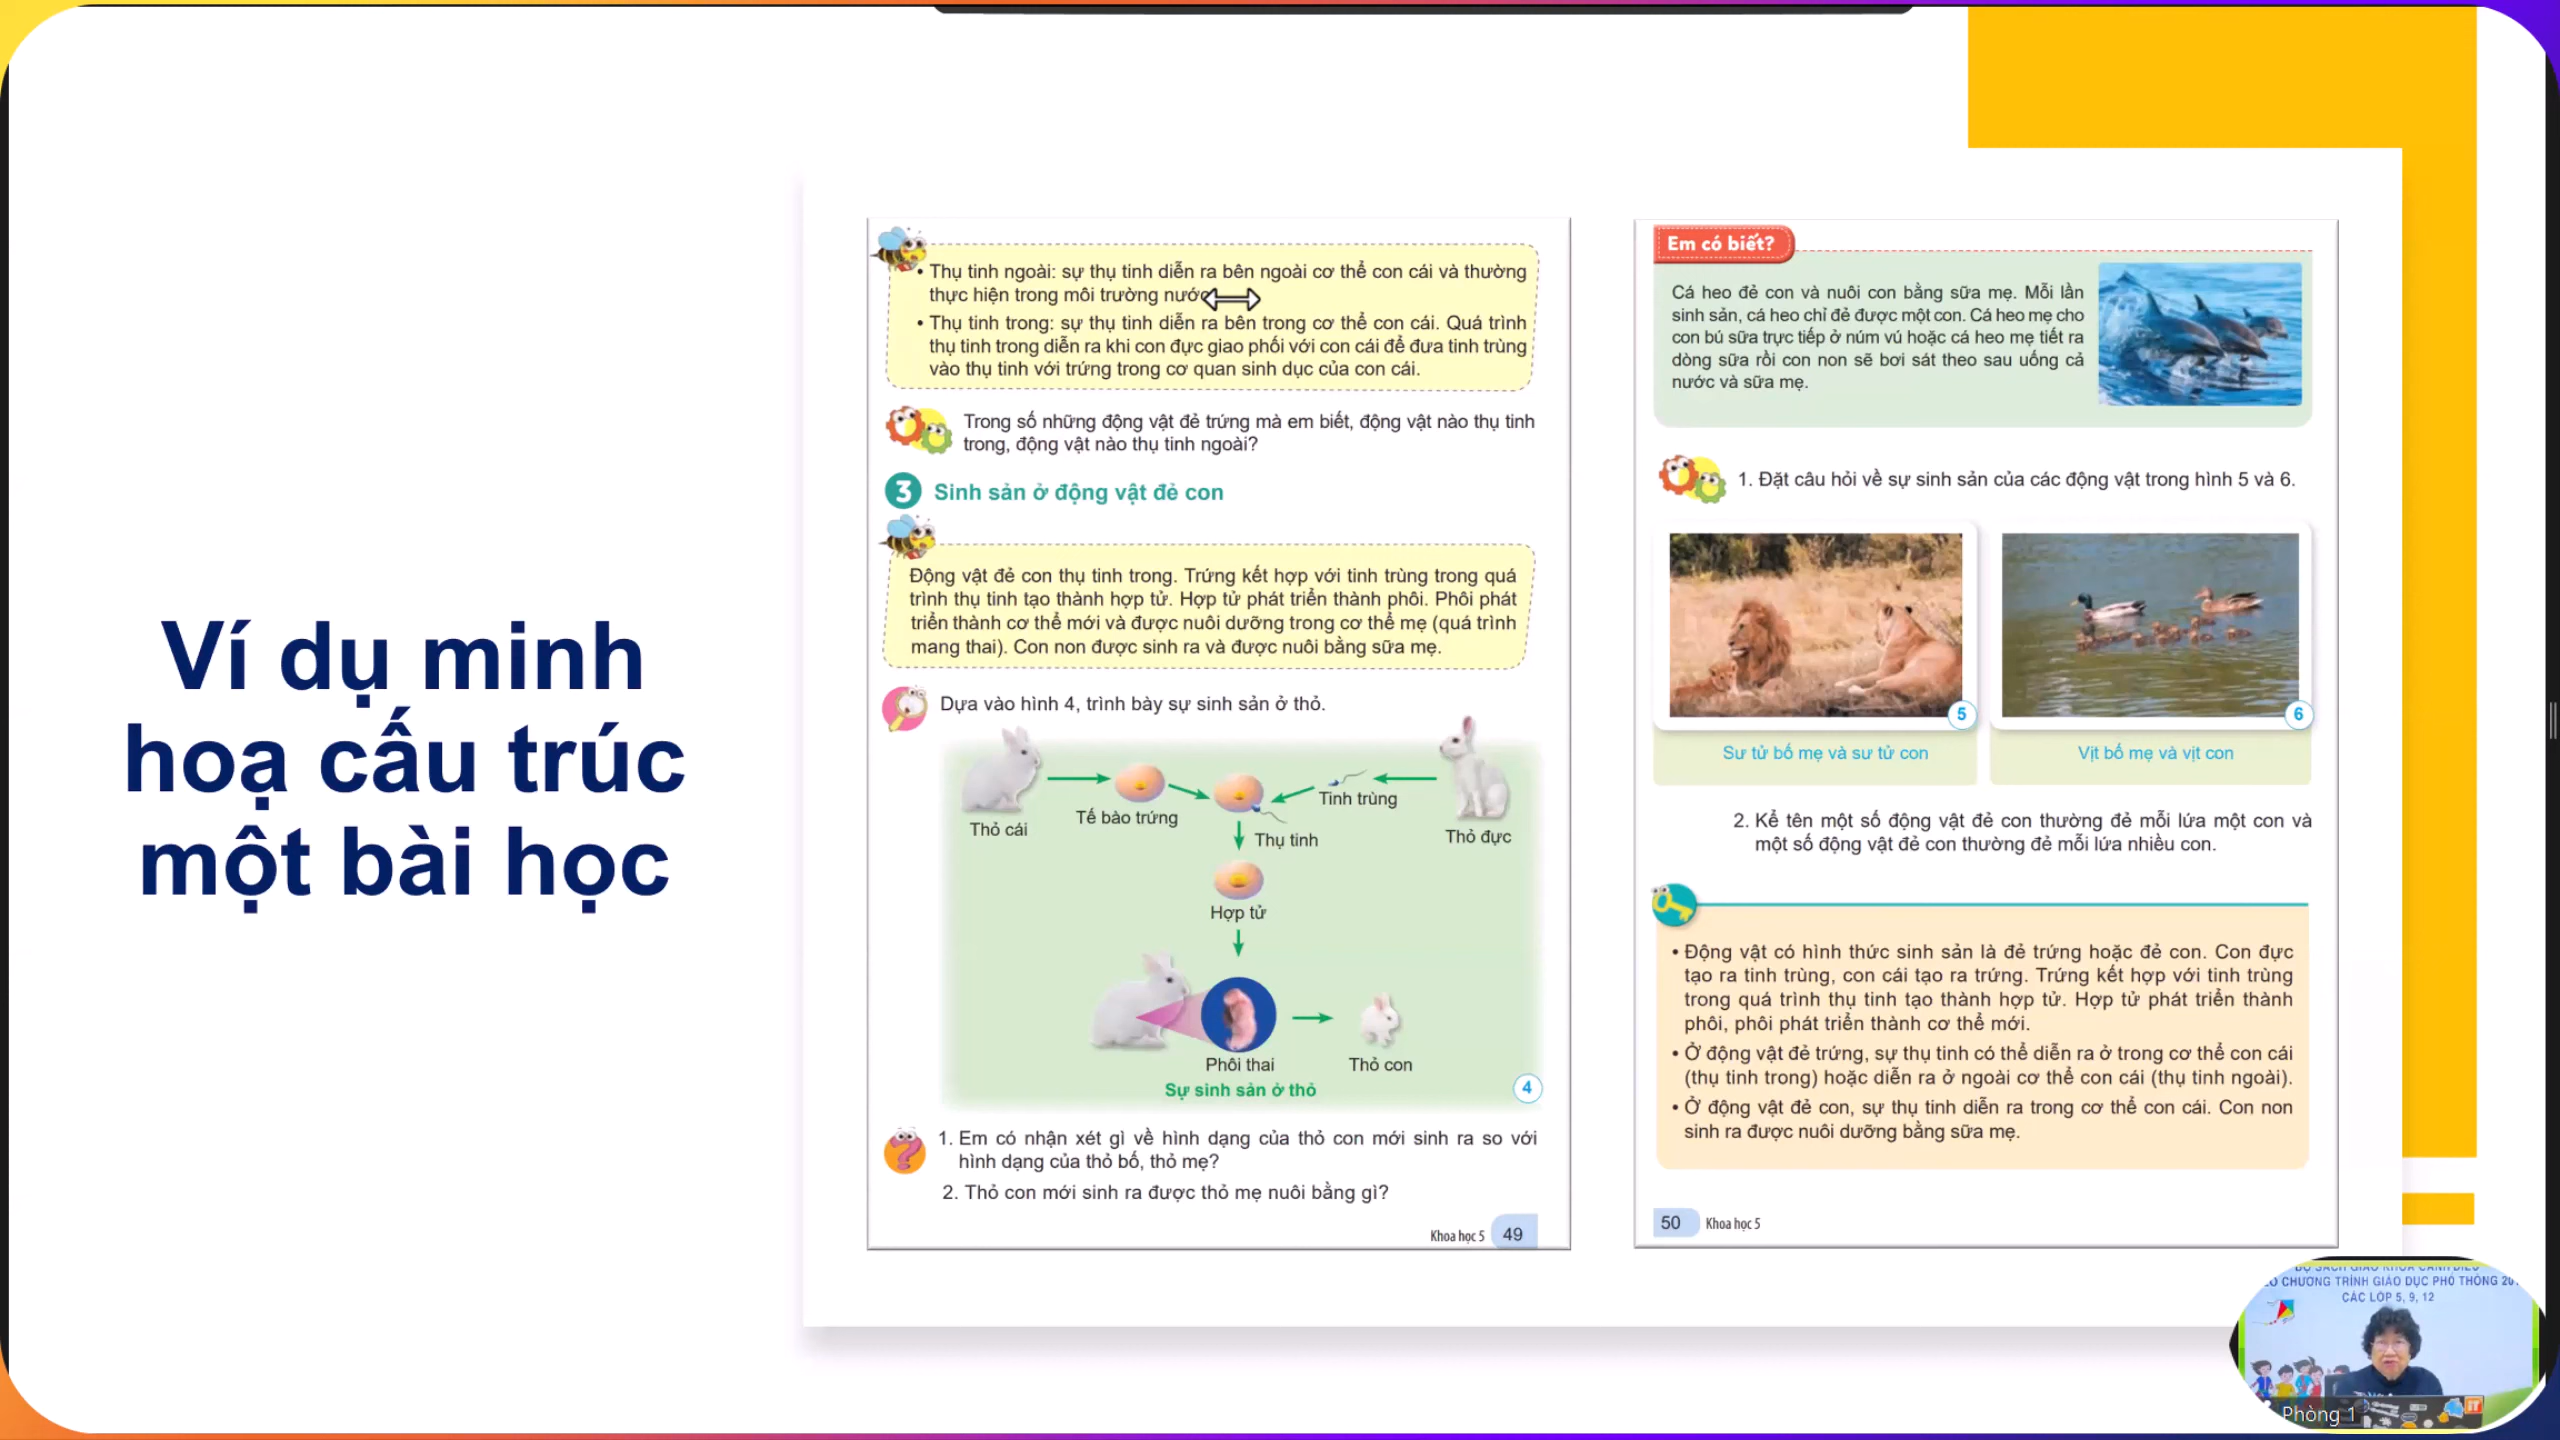 Ví dụ minh
hoạ cấu trúc
một bài học
• Thụ tinh ngoài: sự thụ tinh diễn ra bên ngoài cơ thể con cái và thường
thực hiện trong môi trường nước
• Thụ tinh trong: sự thụ tinh diễn ra bên trong cơ thể con cái. Quá trình
thụ tinh trong diễn ra khi con đực giao phối với con cái để đưa tinh trùng
vào thụ tinh với trứng trong cơ quan sinh dục của con cái.
Trong số những động vật đẻ trứng mà em biết, động vật nào thụ tinh
trong, động vật nào thụ tinh ngoài?
3 Sinh sản ở động vật đẻ con
Động vật đẻ con thụ tinh trong. Trứng kết hợp với tinh trùng trong quá
trình thụ tinh tạo thành hợp tử. Hợp tử phát triển thành phôi. Phôi phát
triển thành cơ thể mới và được nuôi dưỡng trong cơ thể mẹ (quá trình
mang thai). Con non được sinh ra và được nuôi bằng sữa mẹ.
Dựa vào hình 4, trình bày sự sinh sản ở thỏ.
Thỏ cái
Tế bào trứng
Tinh trùng
Thỏ đực
Thụ tinh
Hợp tử
Phôi thai
Thỏ con
Sự sinh sản ở thỏ
4
1. Em có nhận xét gì về hình dạng của thỏ con mới sinh ra so với
hình dạng của thỏ bố, thỏ mẹ?
2. Thỏ con mới sinh ra được thỏ mẹ nuôi bằng gì?
Khoa học 5 49
Em có biết?
Cá heo đẻ con và nuôi con bằng sữa mẹ. Mỗi lần
sinh sản, cá heo chỉ đẻ được một con. Cá heo mẹ cho
con bú sữa trực tiếp ở núm vú hoặc cá heo mẹ tiết ra
dòng sữa rồi con non sẽ bơi sát theo sau uống cả
nước và sữa mẹ.
1. Đặt câu hỏi về sự sinh sản của các động vật trong hình 5 và 6.
5
6
Sư tử bố mẹ và sư tử con
Vịt bố mẹ và vịt con
2. Kể tên một số động vật đẻ con thường đẻ mỗi lứa một con và
một số động vật đẻ con thường đẻ mỗi lứa nhiều con.
• Động vật có hình thức sinh sản là đẻ trứng hoặc đẻ con. Con đực
tạo ra tinh trùng, con cái tạo ra trứng. Trứng kết hợp với tinh trùng
trong quá trình thụ tinh tạo thành hợp tử. Hợp tử phát triển thành
phôi, phôi phát triển thành cơ thể mới.
• Ở động vật đẻ trứng, sự thụ tinh có thể diễn ra ở trong cơ thể con cái
(thụ tinh trong) hoặc diễn ra ở ngoài cơ thể con cái (thụ tinh ngoài).
• Ở động vật đẻ con, sự thụ tinh diễn ra trong cơ thể con cái. Con non
sinh ra được nuôi dưỡng bằng sữa mẹ.
50 Khoa học 5
BỘ SÁCH GIÁO KHOA CÁNH DIỀU
CHƯƠNG TRÌNH GIÁO DỤC PHỔ THÔNG
CÁC LỚP 5, 9, 12
Phòng 1